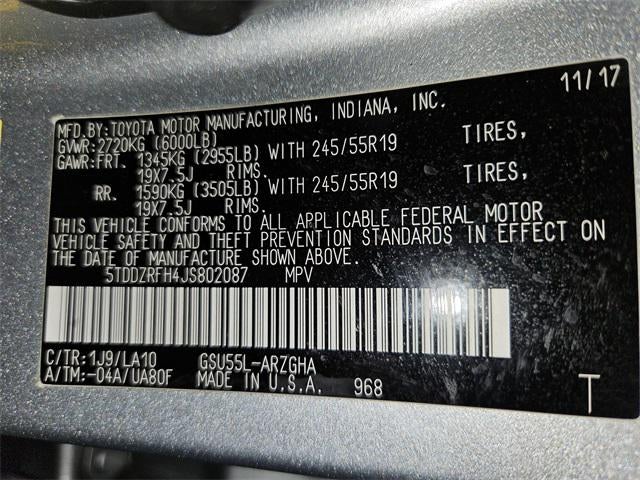 11/17
MFD.BY:TOYOTA MOTOR MANUFACTURING, INDIANA, INC.
GVWR:2720KG (6000LB)
GAWR:FRT. 1345KG (2955LB) WITH 245/55R19 TIRES,
19X7.5J RIMS.
RR. 1590KG (3505LB) WITH 245/55R19 TIRES,
19X7.5J RIMS.
THIS VEHICLE CONFORMS TO ALL APPLICABLE FEDERAL MOTOR
VEHICLE SAFETY AND THEFT PREVENTION STANDARDS IN EFFECT ON
THE DATE OF MANUFACTURE SHOWN ABOVE.
5TDDZRFH4JS802087 MPV
C/TR:1J9/LA10 GSU55L-ARZGHA
A/TM:-04A/UA80F MADE IN U.S.A. 968 T